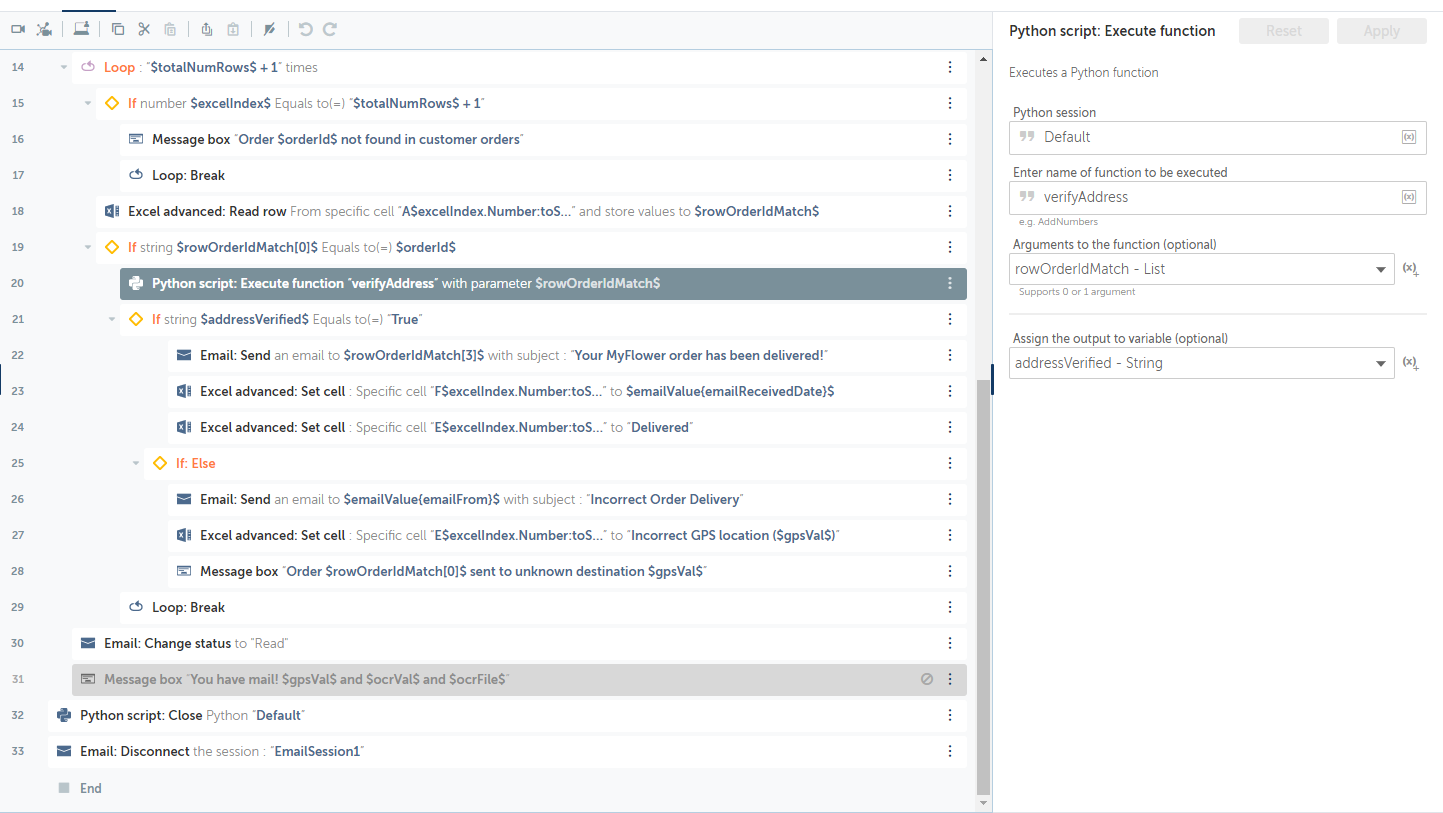 14 Loop : "$totalNumRows$ + 1" times
15 If number $excelIndex$ Equals to(=) "$totalNumRows$ + 1"
16 Message box "Order $orderId$ not found in customer orders"
17 Loop: Break
18 Excel advanced: Read row From specific cell "A$excelIndex.Number:toS..." and store values to $rowOrderIdMatch$
19 If string $rowOrderIdMatch[0]$ Equals to(=) $orderId$
20 Python script: Execute function "verifyAddress" with parameter $rowOrderIdMatch$
21 If string $addressVerified$ Equals to(=) "True"
22 Email: Send an email to $rowOrderIdMatch[3]$ with subject : "Your MyFlower order has been delivered!"
23 Excel advanced: Set cell : Specific cell "F$excelIndex.Number:toS..." to $emailValue{emailReceivedDate}$
24 Excel advanced: Set cell : Specific cell "E$excelIndex.Number:toS..." to "Delivered"
25 If: Else
26 Email: Send an email to $emailValue{emailFrom}$ with subject : "Incorrect Order Delivery"
27 Excel advanced: Set cell : Specific cell "E$excelIndex.Number:toS..." to "Incorrect GPS location ($gpsVal$)"
28 Message box "Order $rowOrderIdMatch[0]$ sent to unknown destination $gpsVal$"
29 Loop: Break
30 Email: Change status to "Read"
31 Message box "You have mail! $gpsVal$ and $ocrVal$ and $ocrFile$"
32 Python script: Close Python "Default"
33 Email: Disconnect the session : "EmailSession1"
End
Python script: Execute function
Reset
Apply
Executes a Python function
Python session
Default
(x)
Enter name of function to be executed
verifyAddress
(x)
e.g. AddNumbers
Arguments to the function (optional)
rowOrderIdMatch - List
(x)+
Supports 0 or 1 argument
Assign the output to variable (optional)
addressVerified - String
(x)+